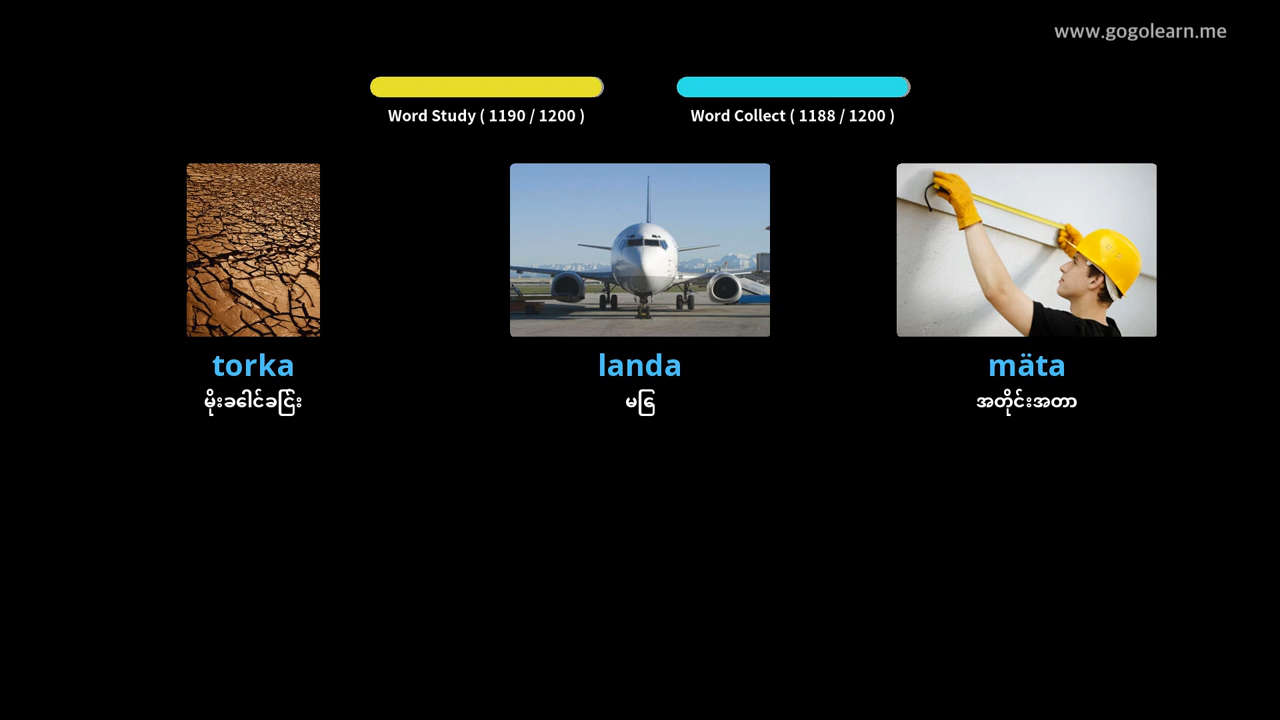 www.gogolearn.me
Word Study ( 1190 / 1200 )
Word Collect ( 1188 / 1200 )
torka
landa
mäta
မိုးခေါင်ခြင်း
မြေ
အတိုင်းအတာ